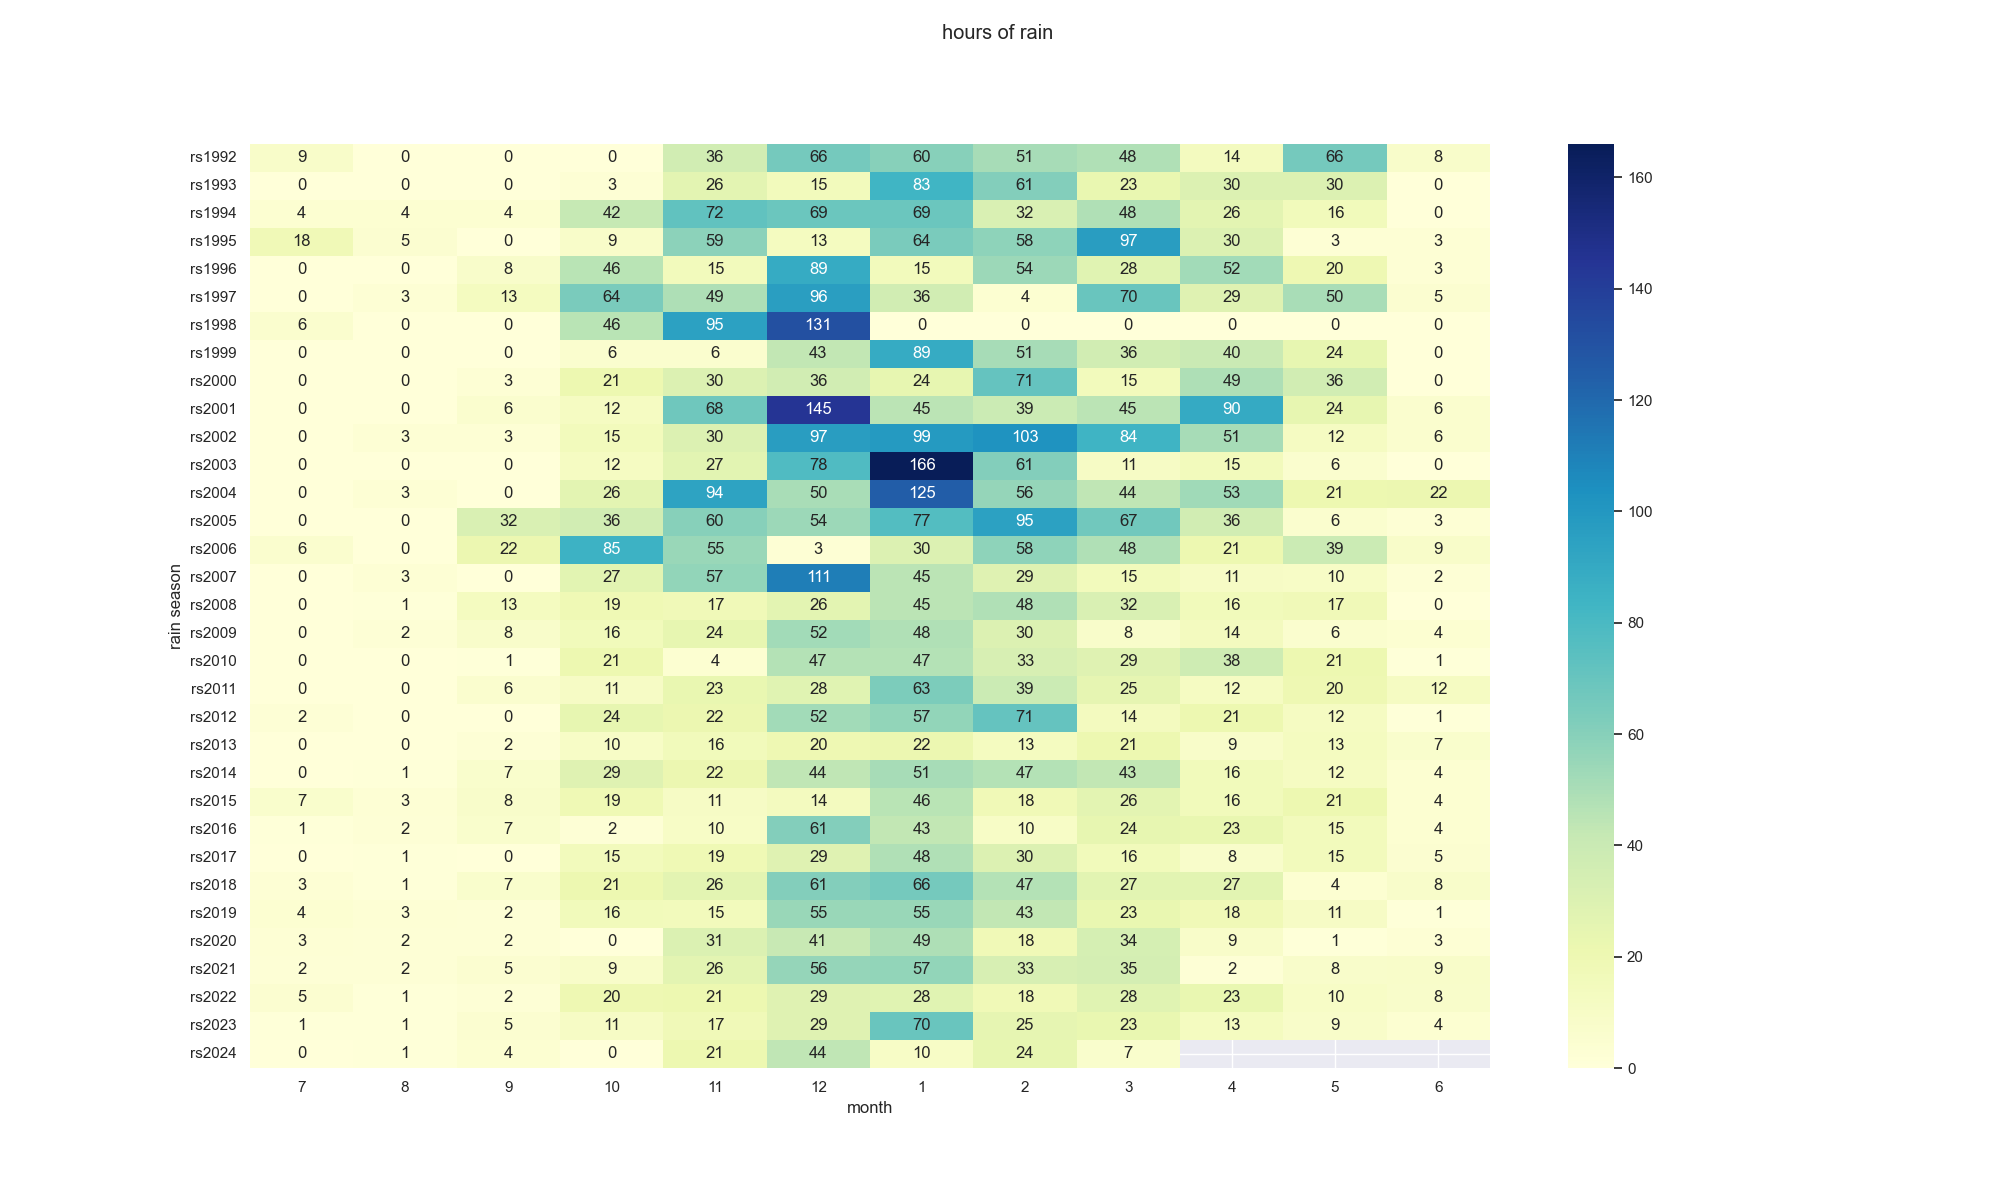 hours of rain
rs1992 9 0 0 0 36 66 60 51 48 14 66 8
rs1993 0 0 0 3 26 15 83 61 23 30 30 0
rs1994 4 4 4 42 72 69 69 32 48 26 16 0
rs1995 18 5 0 9 59 13 64 58 97 30 3 3
rs1996 0 0 8 46 15 89 15 54 28 52 20 3
rs1997 0 3 13 64 49 96 36 4 70 29 50 5
rs1998 6 0 0 46 95 131 0 0 0 0 0 0
rs1999 0 0 0 6 6 43 89 51 36 40 24 0
rs2000 0 0 3 21 30 36 24 71 15 49 36 0
rs2001 0 0 6 12 68 145 45 39 45 90 24 6
rs2002 0 3 3 15 30 97 99 103 84 51 12 6
rs2003 0 0 0 12 27 78 166 61 11 15 6 0
rs2004 0 3 0 26 94 50 125 56 44 53 21 22
rs2005 0 0 32 36 60 54 77 95 67 36 6 3
rs2006 6 0 22 85 55 3 30 58 48 21 39 9
rs2007 0 3 0 27 57 111 45 29 15 11 10 2
rs2008 0 1 13 19 17 26 45 48 32 16 17 0
rs2009 0 2 8 16 24 52 48 30 8 14 6 4
rs2010 0 0 1 21 4 47 47 33 29 38 21 1
rs2011 0 0 6 11 23 28 63 39 25 12 20 12
rs2012 2 0 0 24 22 52 57 71 14 21 12 1
rs2013 0 0 2 10 16 20 22 13 21 9 13 7
rs2014 0 1 7 29 22 44 51 47 43 16 12 4
rs2015 7 3 8 19 11 14 46 18 26 16 21 4
rs2016 1 2 7 2 10 61 43 10 24 23 15 4
rs2017 0 1 0 15 19 29 48 30 16 8 15 5
rs2018 3 1 7 21 26 61 66 47 27 27 4 8
rs2019 4 3 2 16 15 55 55 43 23 18 11 1
rs2020 3 2 2 0 31 41 49 18 34 9 1 3
rs2021 2 2 5 9 26 56 57 33 35 2 8 9
rs2022 5 1 2 20 21 29 28 18 28 23 10 8
rs2023 1 1 5 11 17 29 70 25 23 13 9 4
rs2024 0 1 4 0 21 44 10 24 7
7 8 9 10 11 12 1 2 3 4 5 6
month
rain season
160
140
120
100
80
60
40
20
0